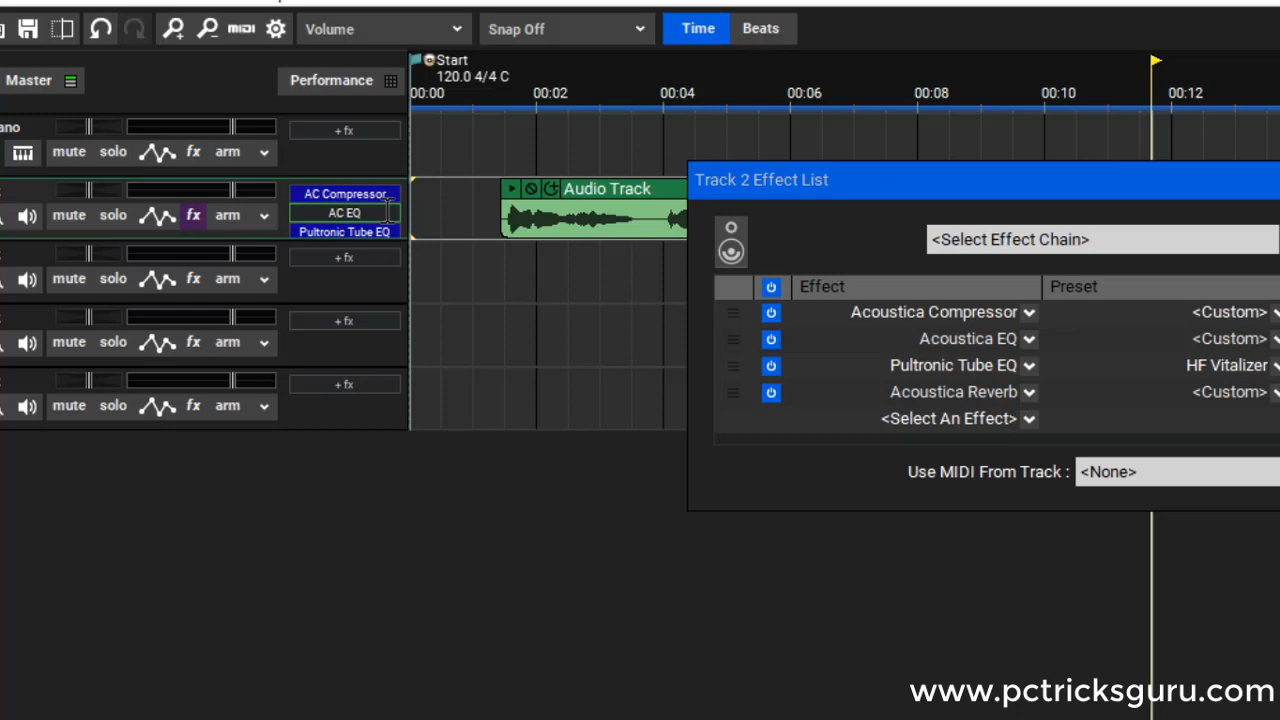 Volume
Snap Off
Time
Beats
Master
Performance
Start
120.0 4/4 C
00:00
00:02
00:04
00:06
00:08
00:10
00:12
ano
+ fx
mute solo fx arm
AC Compressor
AC EQ
Pultronic Tube EQ
mute solo fx arm
Audio Track
+ fx
mute solo fx arm
+ fx
mute solo fx arm
+ fx
mute solo fx arm
Track 2 Effect List
<Select Effect Chain>
Effect
Preset
Acoustica Compressor
<Custom>
Acoustica EQ
<Custom>
Pultronic Tube EQ
HF Vitalizer
Acoustica Reverb
<Custom>
<Select An Effect>
Use MIDI From Track :
<None>
midi
www.pctricksguru.com